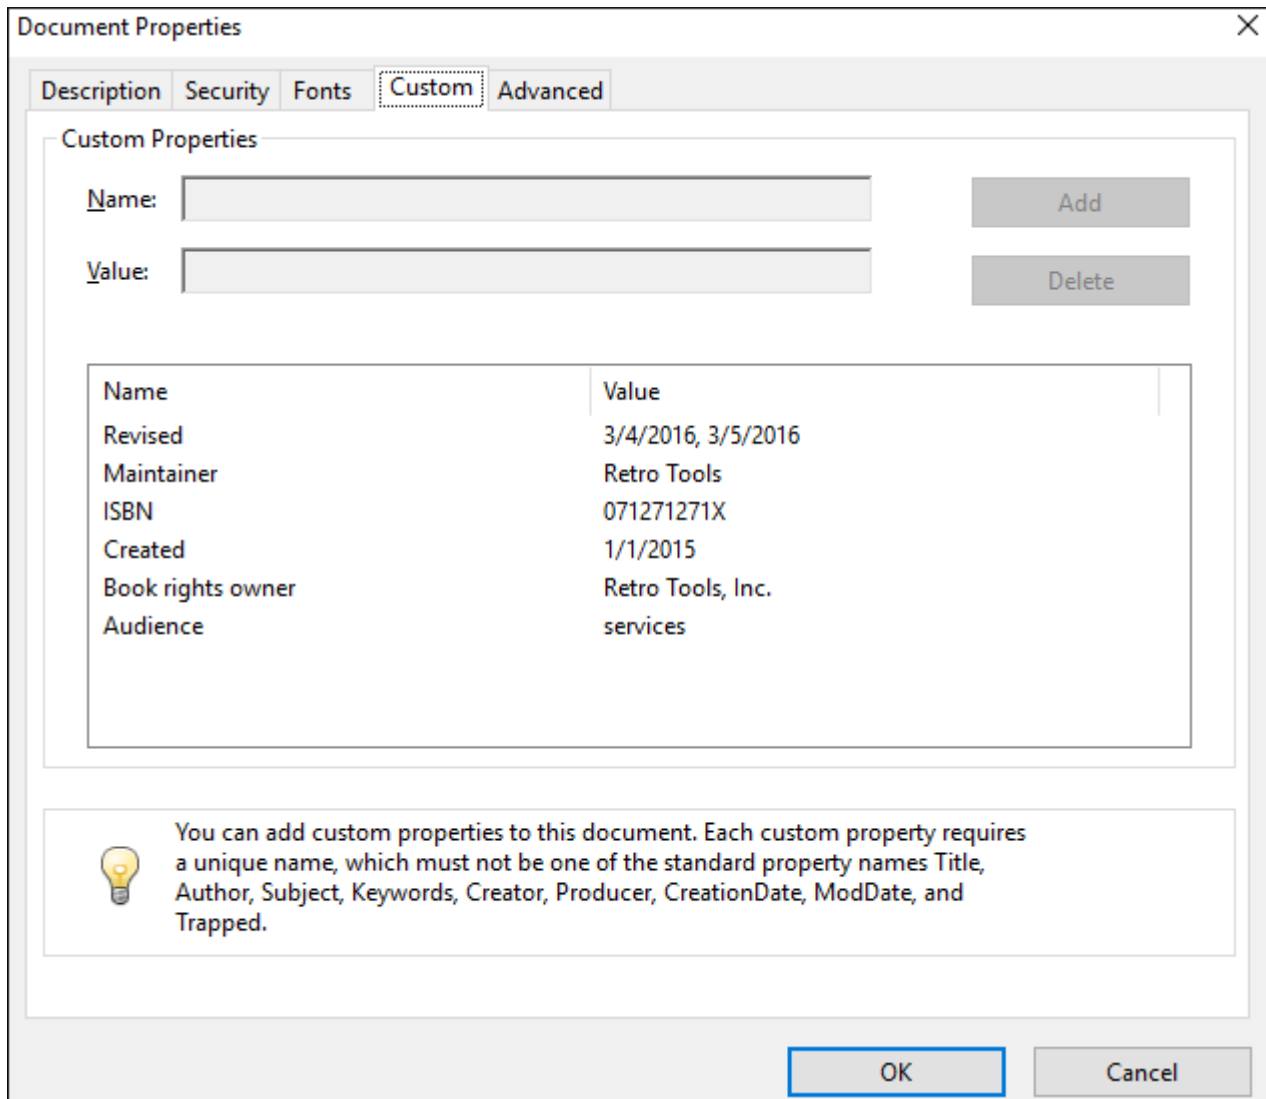 Document Properties
Description Security Fonts Custom Advanced
Custom Properties
Name:
Add
Value:
Delete
Name Value
Revised 3/4/2016, 3/5/2016
Maintainer Retro Tools
ISBN 071271271X
Created 1/1/2015
Book rights owner Retro Tools, Inc.
Audience services
You can add custom properties to this document. Each custom property requires
a unique name, which must not be one of the standard property names Title,
Author, Subject, Keywords, Creator, Producer, CreationDate, ModDate, and
Trapped.
OK Cancel